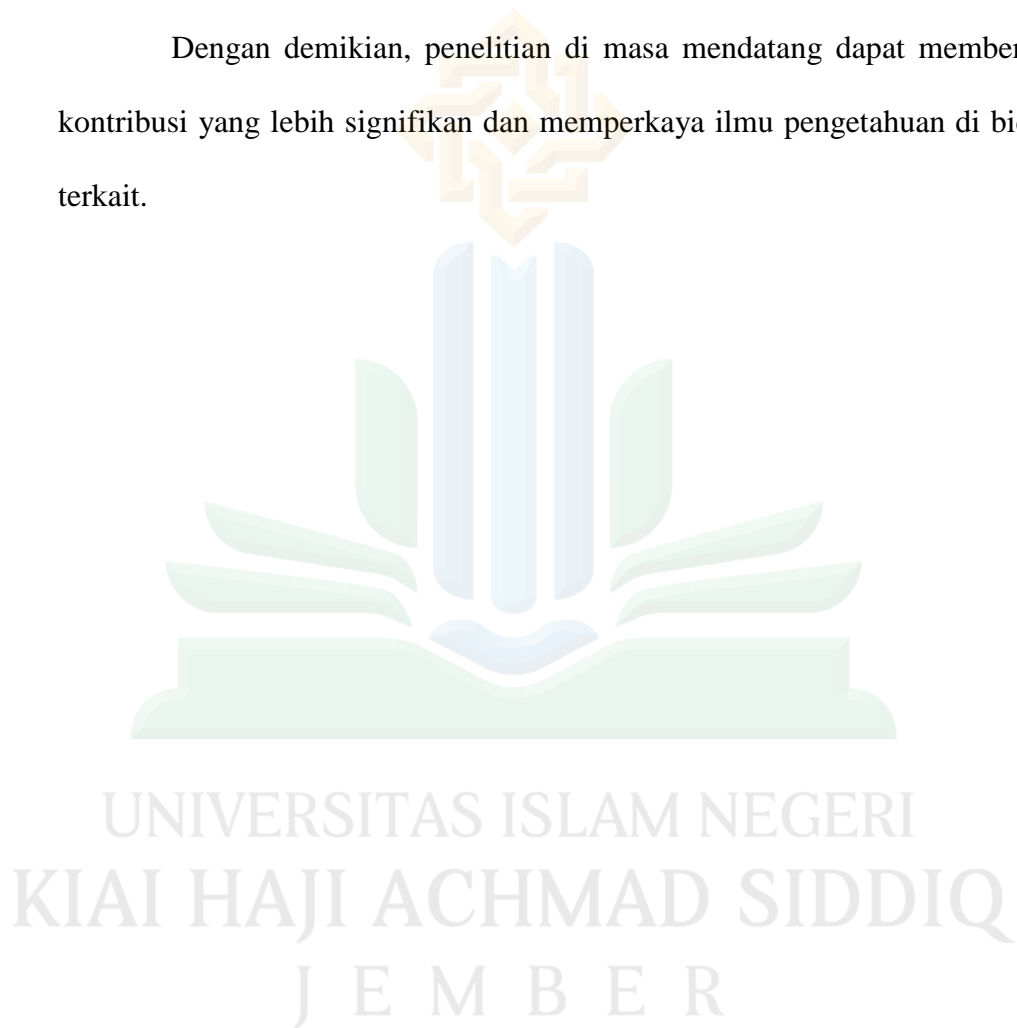 Dengan demikian, penelitian di masa mendatang dapat member
kontribusi yang lebih signifikan dan memperkaya ilmu pengetahuan di bi
terkait.
UNIVERSITAS ISLAM NEGERI
KIAI HAJI ACHMAD SIDDIQ
J E M B E R